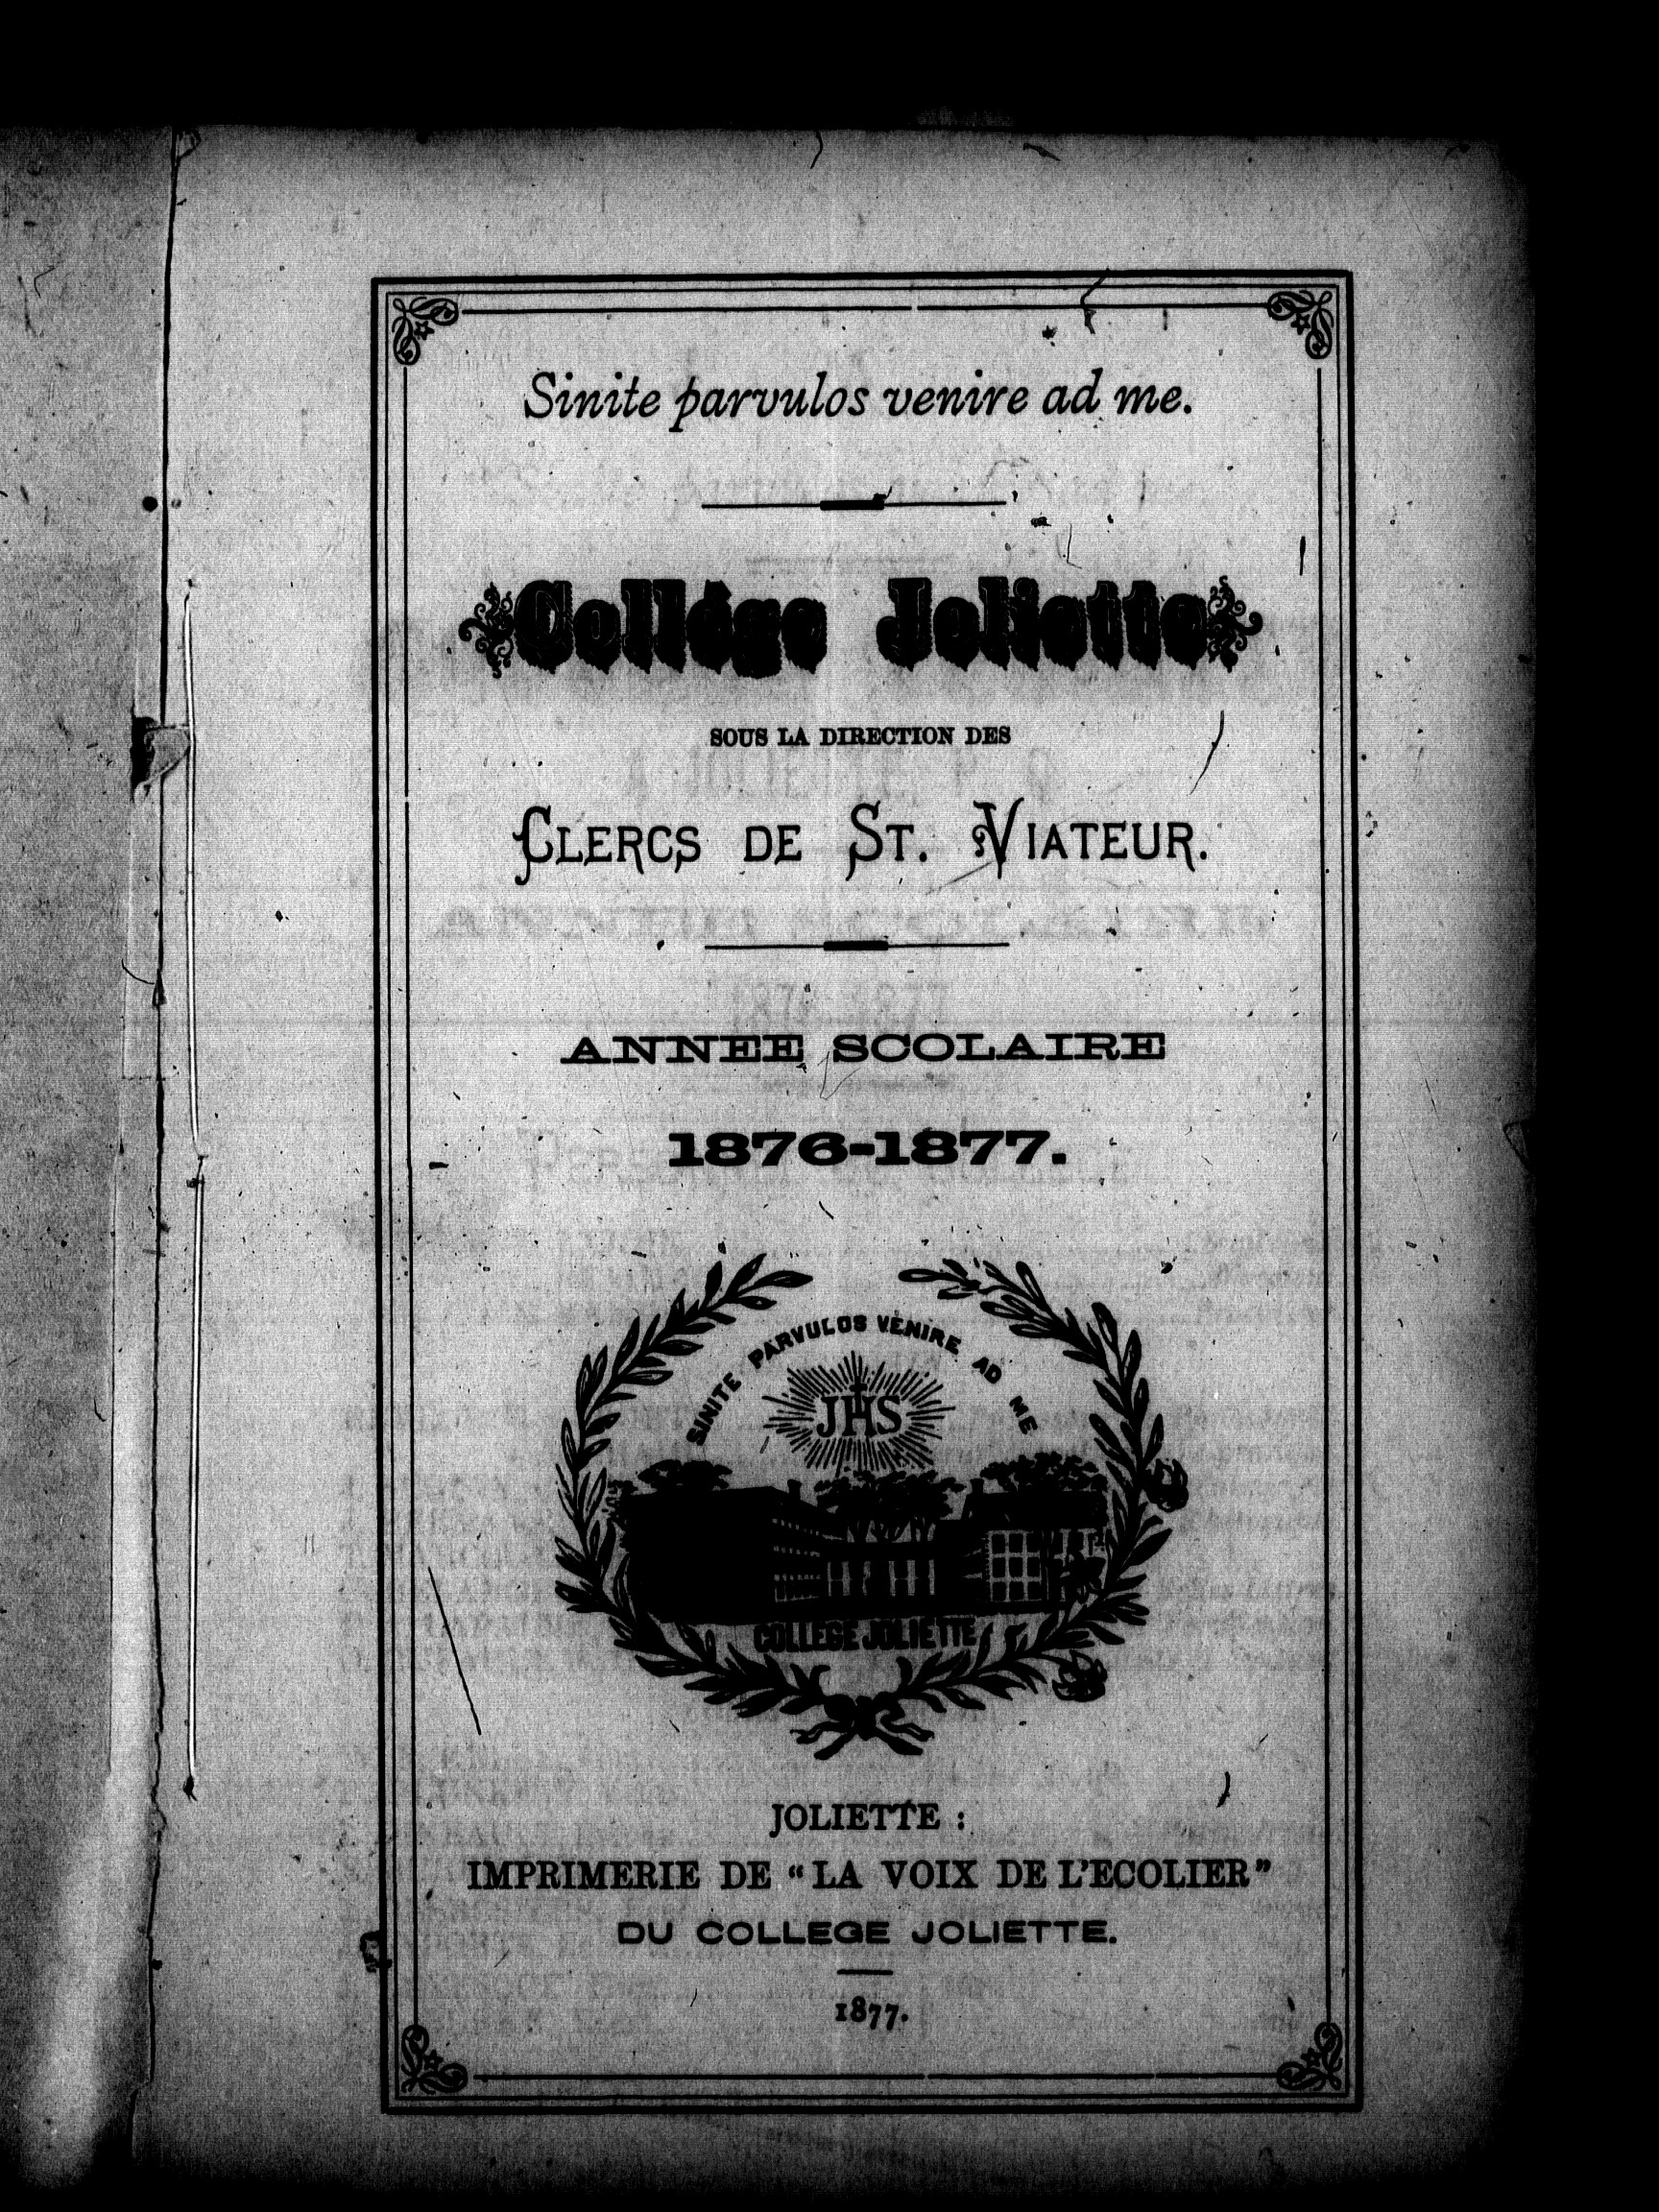 Sinite parvulos venire ad me.
Collége Joliette
SOUS LA DIRECTION DES
CLERCS DE ST. VIATEUR.
ANNEE SCOLAIRE
1876-1877.
SINITE PARVULOS VENIRE AD ME
JHS
COLLEGE JOLIETTE
JOLIETTE :
IMPRIMERIE DE "LA VOIX DE L'ECOLIER"
DU COLLEGE JOLIETTE.
1877.